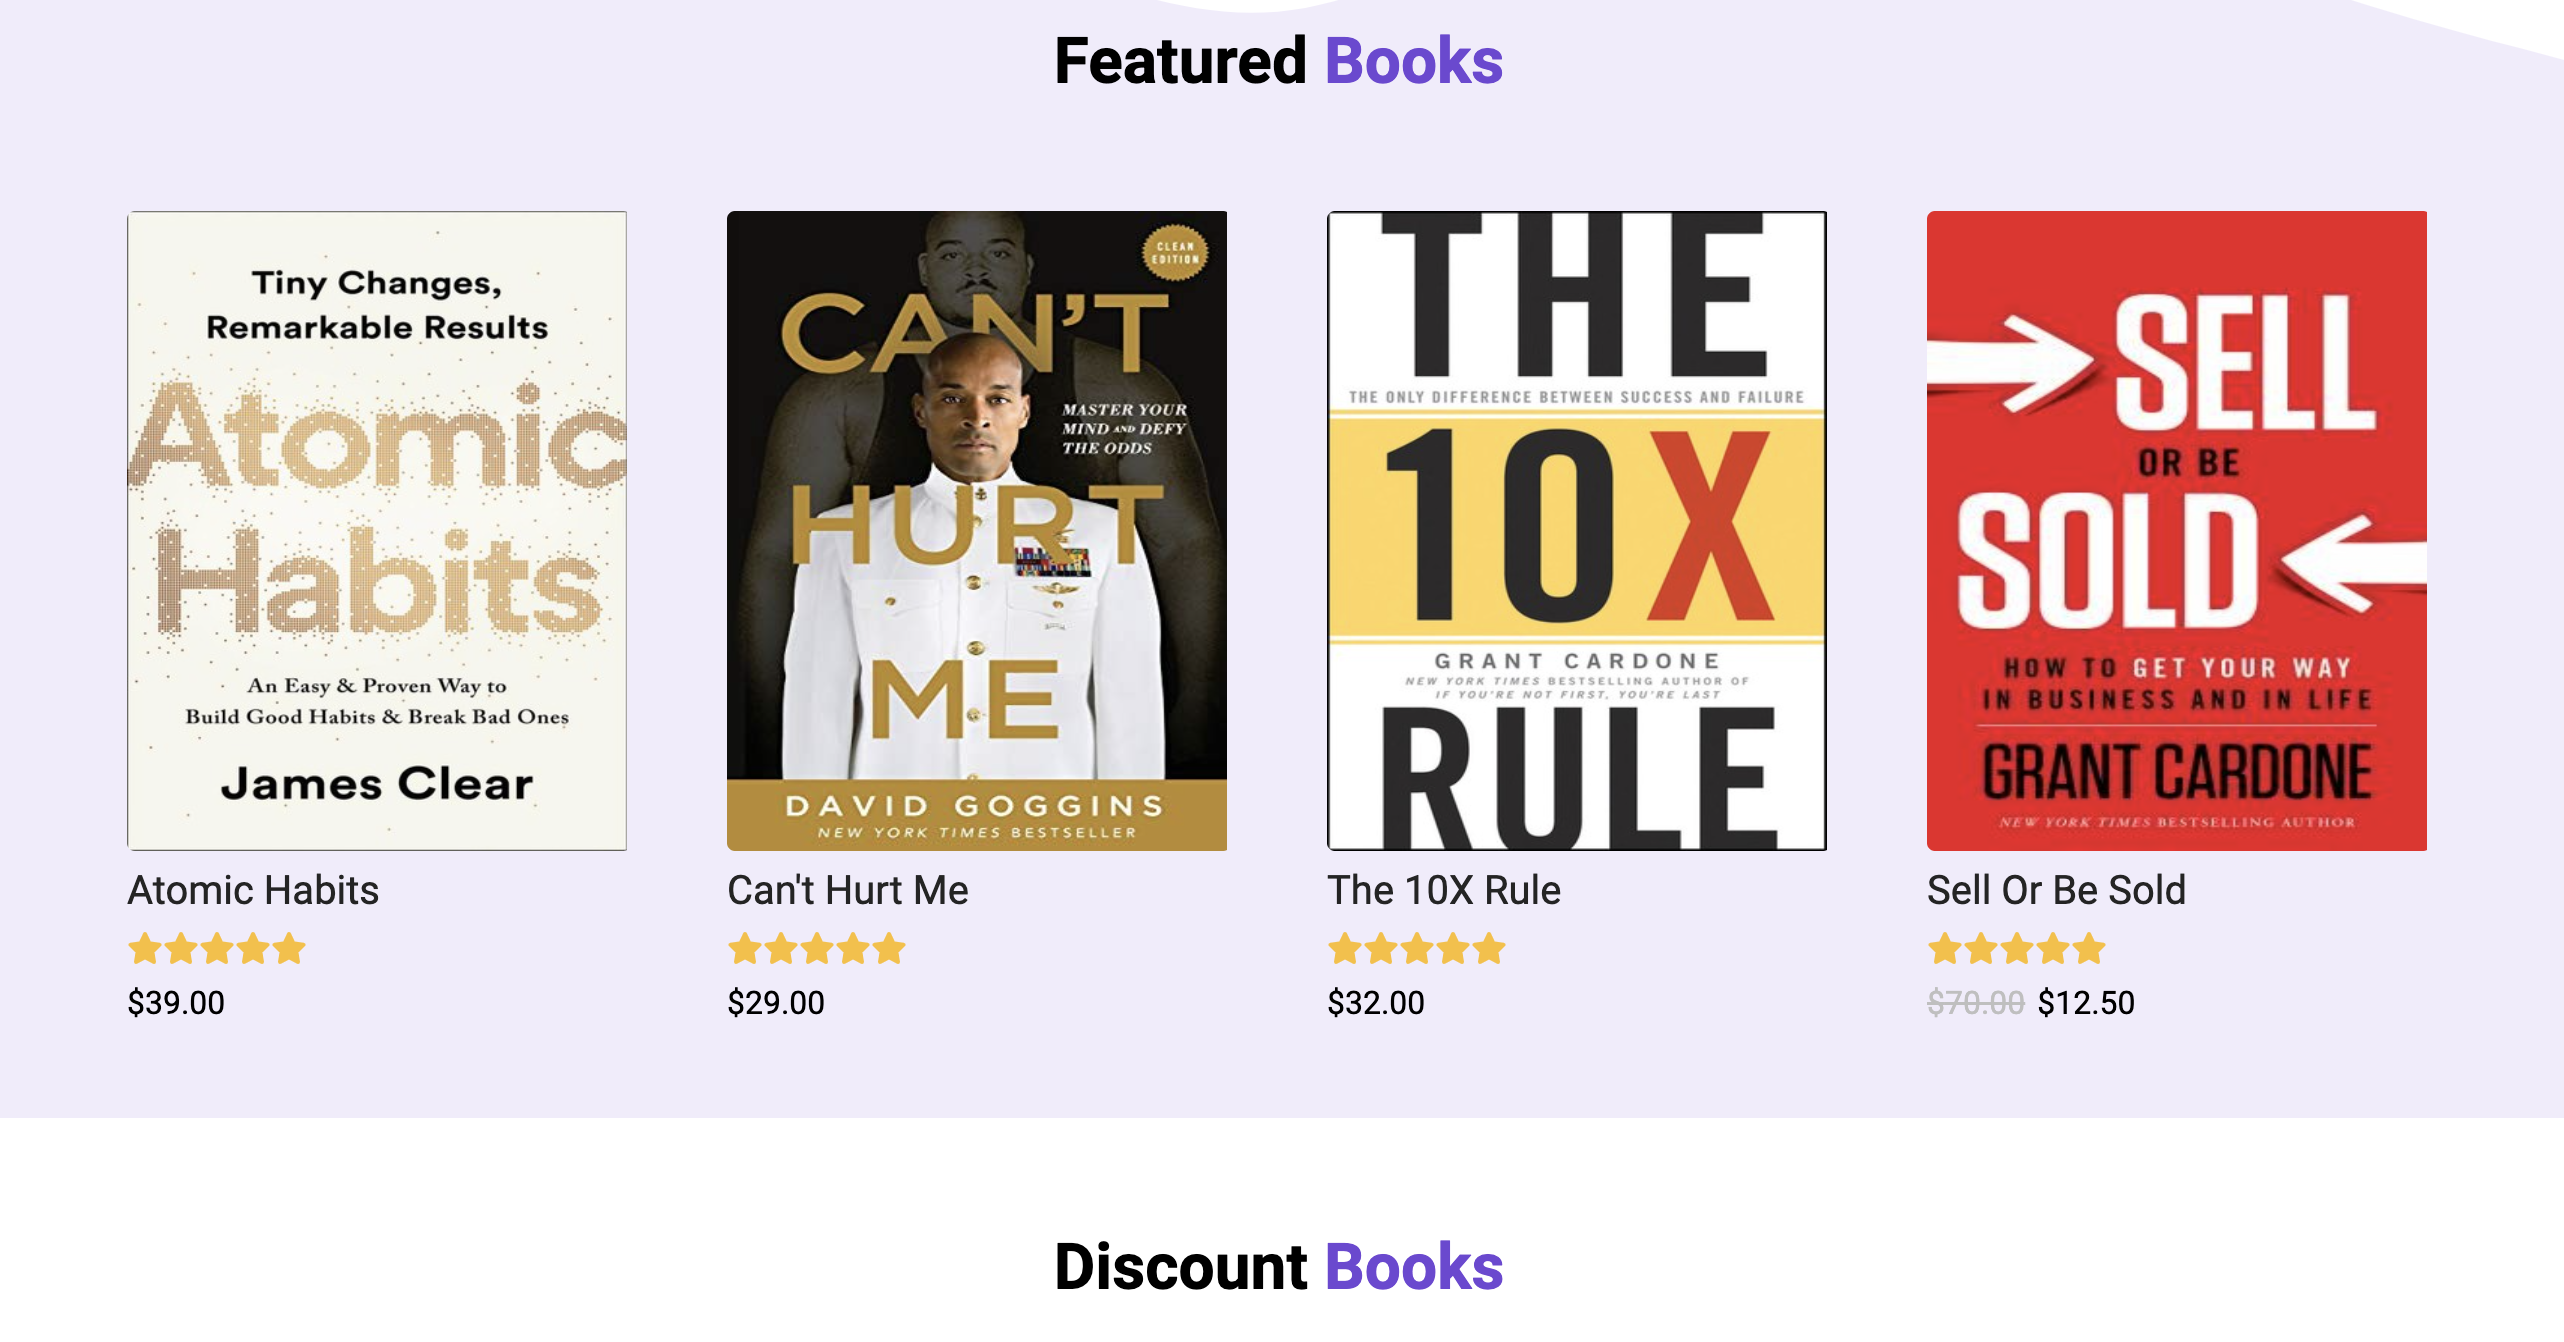 Featured Books
Tiny Changes,
Remarkable Results
Atomic
Habits
An Easy & Proven Way to
Build Good Habits & Break Bad Ones
James Clear
Atomic Habits
$39.00
CLEAN
EDITION
CAN'T
MASTER YOUR
MIND AND DEFY
THE ODDS
HURT
ME
DAVID GOGGINS
NEW YORK TIMES BESTSELLER
Can't Hurt Me
$29.00
THE
THE ONLY DIFFERENCE BETWEEN SUCCESS AND FAILURE
10X
GRANT CARDONE
NEW YORK TIMES BESTSELLING AUTHOR OF
IF YOU'RE NOT FIRST, YOU'RE LAST
RULE
The 10X Rule
$32.00
SELL
OR BE
SOLD
HOW TO GET YOUR WAY
IN BUSINESS AND IN LIFE
GRANT CARDONE
NEW YORK TIMES BESTSELLING AUTHOR
Sell Or Be Sold
$70.00 $12.50
Discount Books